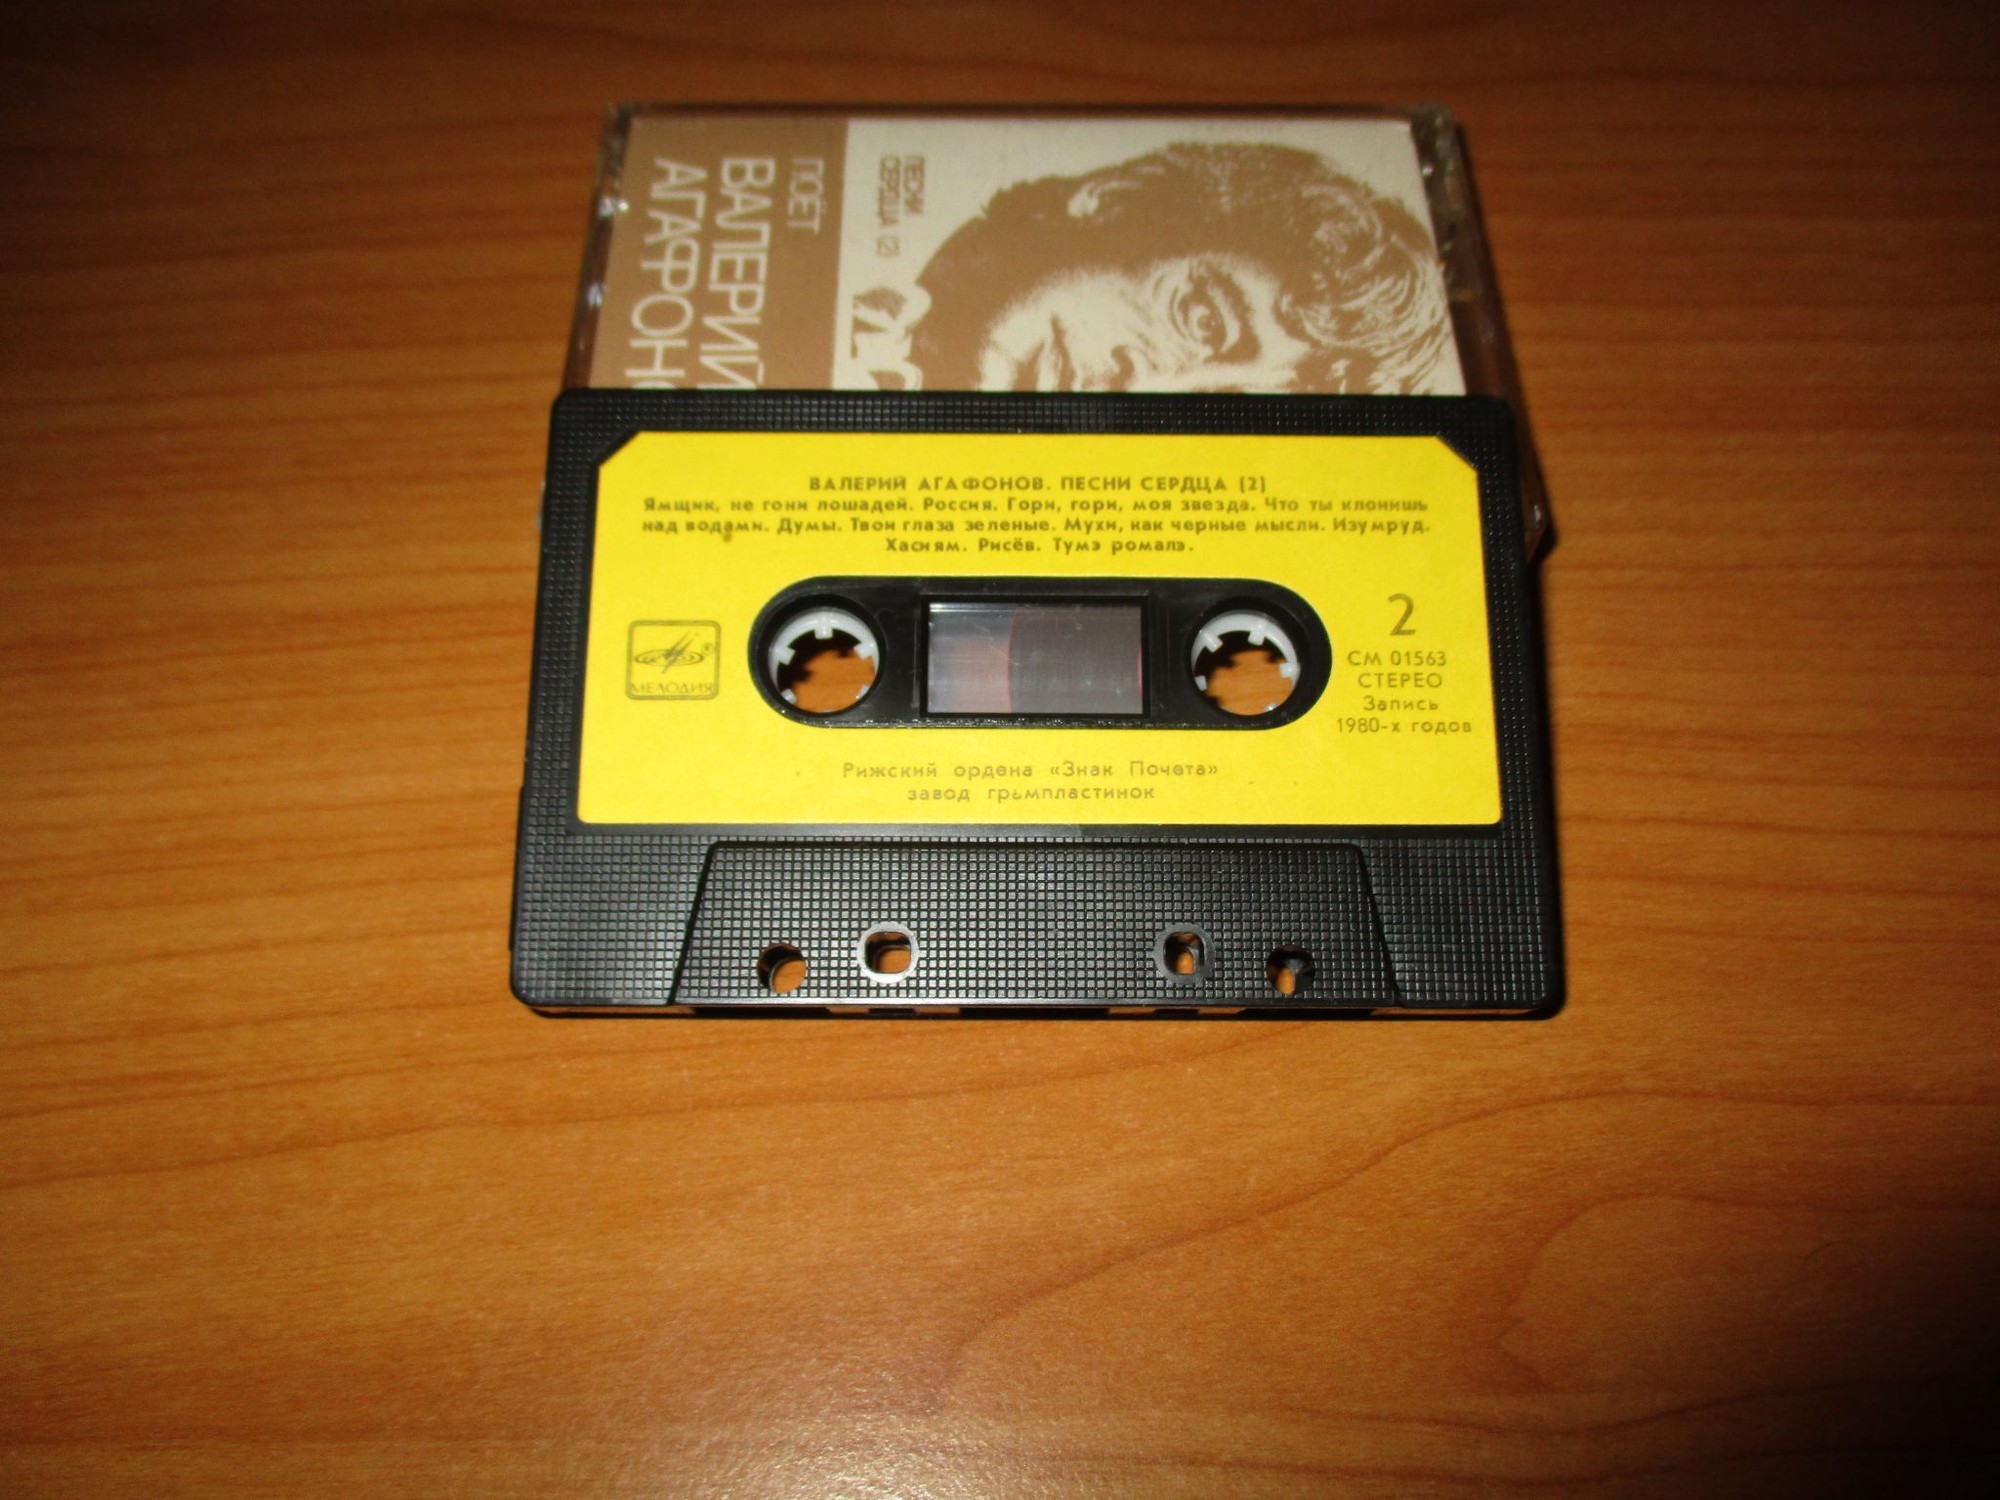 ПОЁТ
ВАЛЕРИЙ
АГАФОН
ПЕСНИ
СЕРДЦА (2)
ВАЛЕРИЙ АГАФОНОВ. ПЕСНИ СЕРДЦА (2)
Ямщик, не гони лошадей. Россия. Гори, гори, моя звезда. Что ты клонишь
над водами. Думы. Твои глаза зеленые. Мухи, как черные мысли. Изумруд.
Хасиям. Рисёв. Тумэ ромалэ.
МЕЛОДИЯ
2
СМ 01563
СТЕРЕО
Запись
1980-х годов
Рижский ордена «Знак Почета»
завод грампластинок